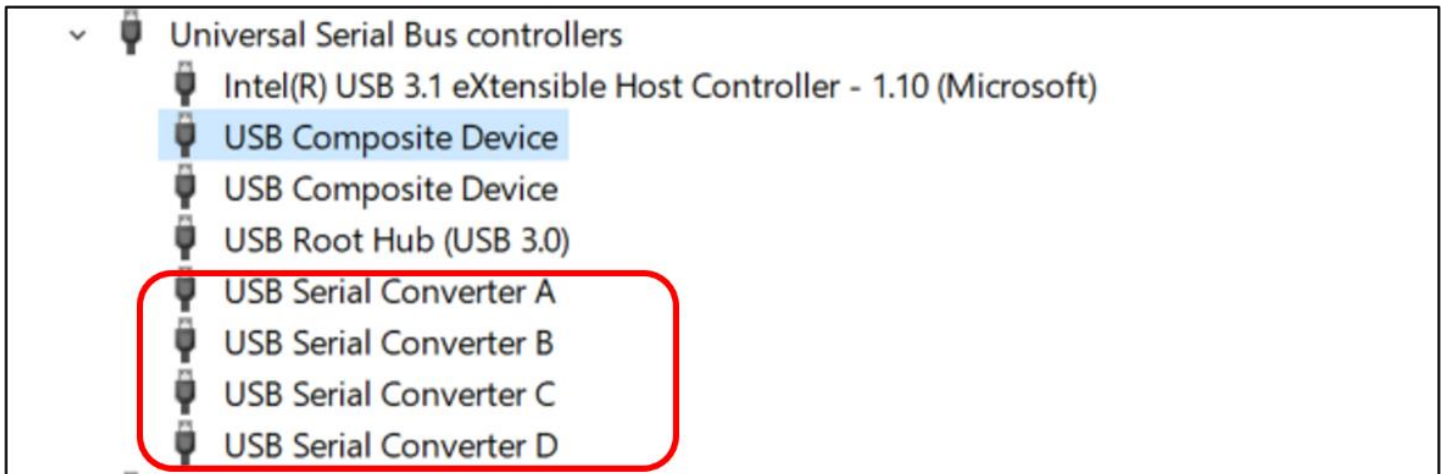 Universal Serial Bus controllers
Intel(R) USB 3.1 eXtensible Host Controller - 1.10 (Microsoft)
USB Composite Device
USB Composite Device
USB Root Hub (USB 3.0)
USB Serial Converter A
USB Serial Converter B
USB Serial Converter C
USB Serial Converter D